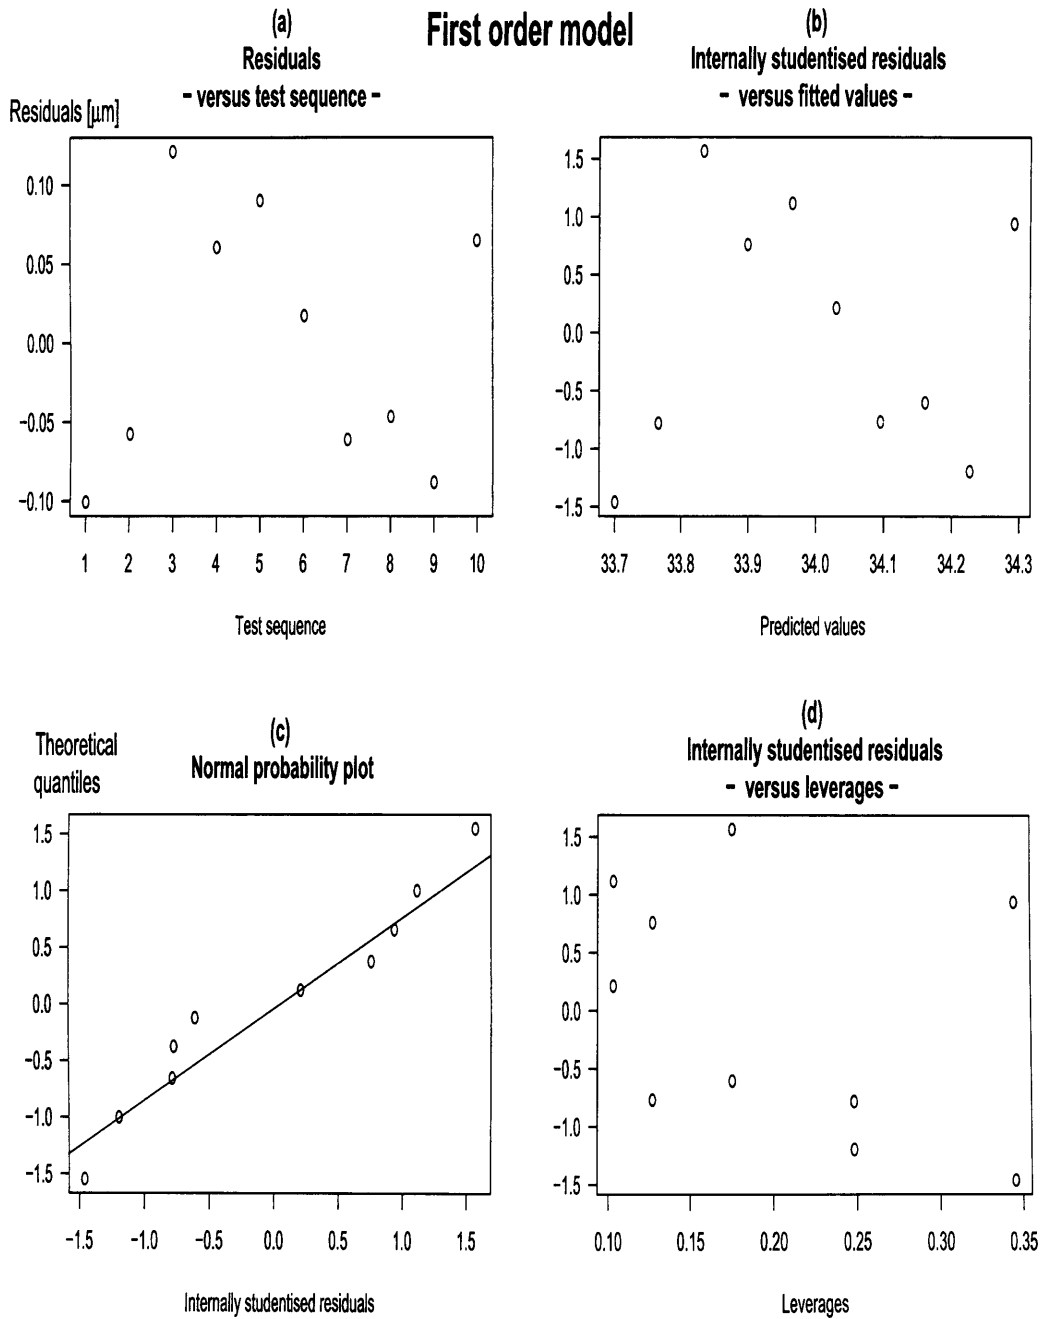 First order model
(a)
Residuals
– versus test sequence –
Residuals [μm]
0.10
0.05
0.00
−0.05
−0.10
1 2 3 4 5 6 7 8 9 10
Test sequence
(b)
Internally studentised residuals
– versus fitted values –
1.5
1.0
0.5
0.0
−0.5
−1.0
−1.5
33.7 33.8 33.9 34.0 34.1 34.2 34.3
Predicted values
(c)
Normal probability plot
Theoretical
quantiles
1.5
1.0
0.5
0.0
−0.5
−1.0
−1.5
−1.5 −1.0 −0.5 0.0 0.5 1.0 1.5
Internally studentised residuals
(d)
Internally studentised residuals
– versus leverages –
1.5
1.0
0.5
0.0
−0.5
−1.0
−1.5
0.10 0.15 0.20 0.25 0.30 0.35
Leverages